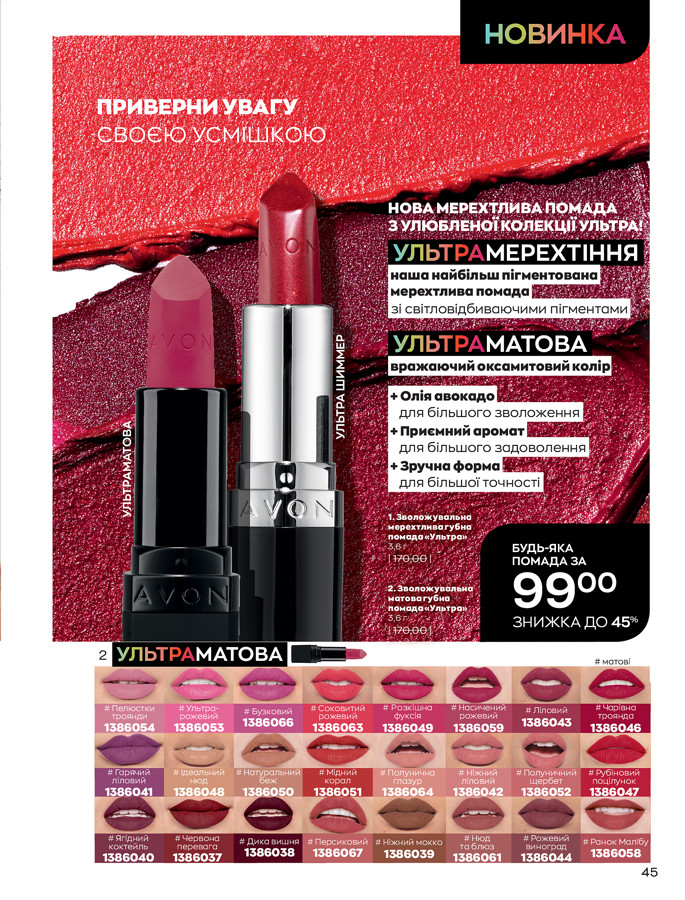 НОВИНКА
ПРИВЕРНИ УВАГУ
СВОЄЮ УСМІШКОЮ
НОВА МЕРЕХТЛИВА ПОМАДА
З УЛЮБЛЕНОЇ КОЛЕКЦІЇ УЛЬТРА!
УЛЬТРАМЕРЕХТІННЯ
наша найбільш пігментована
мерехтлива помада
зі світловідбиваючими пігментами
УЛЬТРАМАТОВА
вражаючий оксамитовий колір
+ Олія авокадо
для більшого зволоження
+ Приємний аромат
для більшого задоволення
+ Зручна форма
для більшої точності
AVON
AVON
УЛЬТРА ШИММЕР
УЛЬТРАМАТОВА
AVON
AVON
1. Зволожувальна
мерехтлива губна
помада «Ультра»
3,6 г
| 170,00 |
2. Зволожувальна
матова губна
помада «Ультра»
3,6 г
| 170,00 |
БУДЬ-ЯКА
ПОМАДА ЗА
99⁰⁰
ЗНИЖКА ДО 45%
2 УЛЬТРАМАТОВА
# матові
# Пелюстки троянди
1386054
# Ультра-рожевий
1386053
# Бузковий
1386066
# Соковитий рожевий
1386063
# Розкішна фуксія
1386049
# Насичений рожевий
1386059
# Ліловий
1386043
# Чарівна троянда
1386046
# Гарячий ліловий
1386041
# Ідеальний нюд
1386048
# Натуральний беж
1386050
# Мідний корал
1386051
# Полунична глазур
1386064
# Ніжний ліловий
1386042
# Полуничний щербет
1386052
# Рубіновий поцілунок
1386047
# Ягідний коктейль
1386040
# Червона перевага
1386037
# Дика вишня
1386038
# Персиковий
1386067
# Ніжний мокко
1386039
# Нюд та блюз
1386061
# Рожевий виноград
1386044
# Ранок Малібу
1386058
45